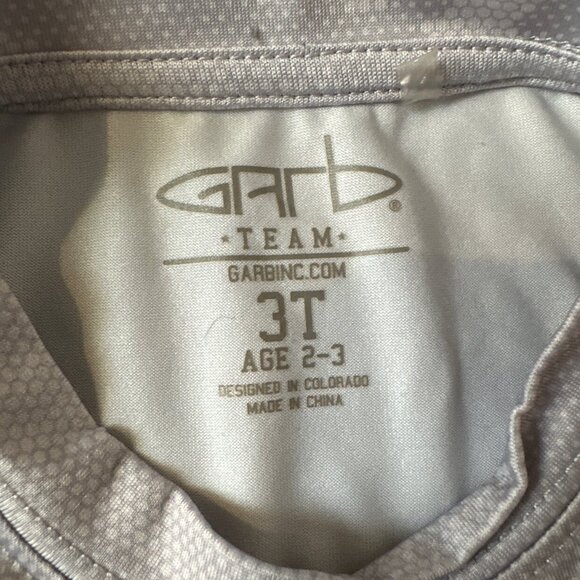 Garb®
★ TEAM ★
GARBINC.COM
3T
AGE 2-3
DESIGNED IN COLORADO
MADE IN CHINA